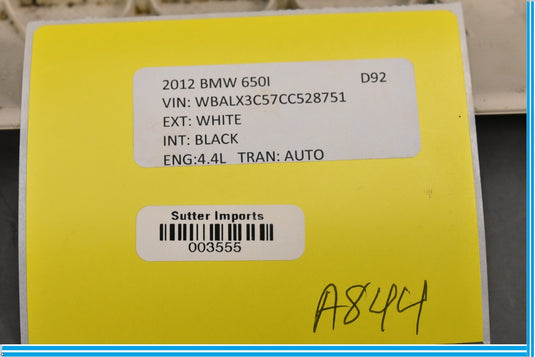 2012 BMW 650I D92
VIN: WBALX3C57CC528751
EXT: WHITE
INT: BLACK
ENG:4.4L TRAN: AUTO
Sutter Imports
003555
A844